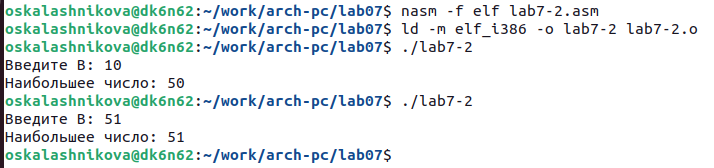 oskalashnikova@dk6n62:~/work/arch-pc/lab07$ nasm -f elf lab7-2.asm
oskalashnikova@dk6n62:~/work/arch-pc/lab07$ ld -m elf_i386 -o lab7-2 lab7-2.o
oskalashnikova@dk6n62:~/work/arch-pc/lab07$ ./lab7-2
Введите B: 10
Наибольшее число: 50
oskalashnikova@dk6n62:~/work/arch-pc/lab07$ ./lab7-2
Введите B: 51
Наибольшее число: 51
oskalashnikova@dk6n62:~/work/arch-pc/lab07$